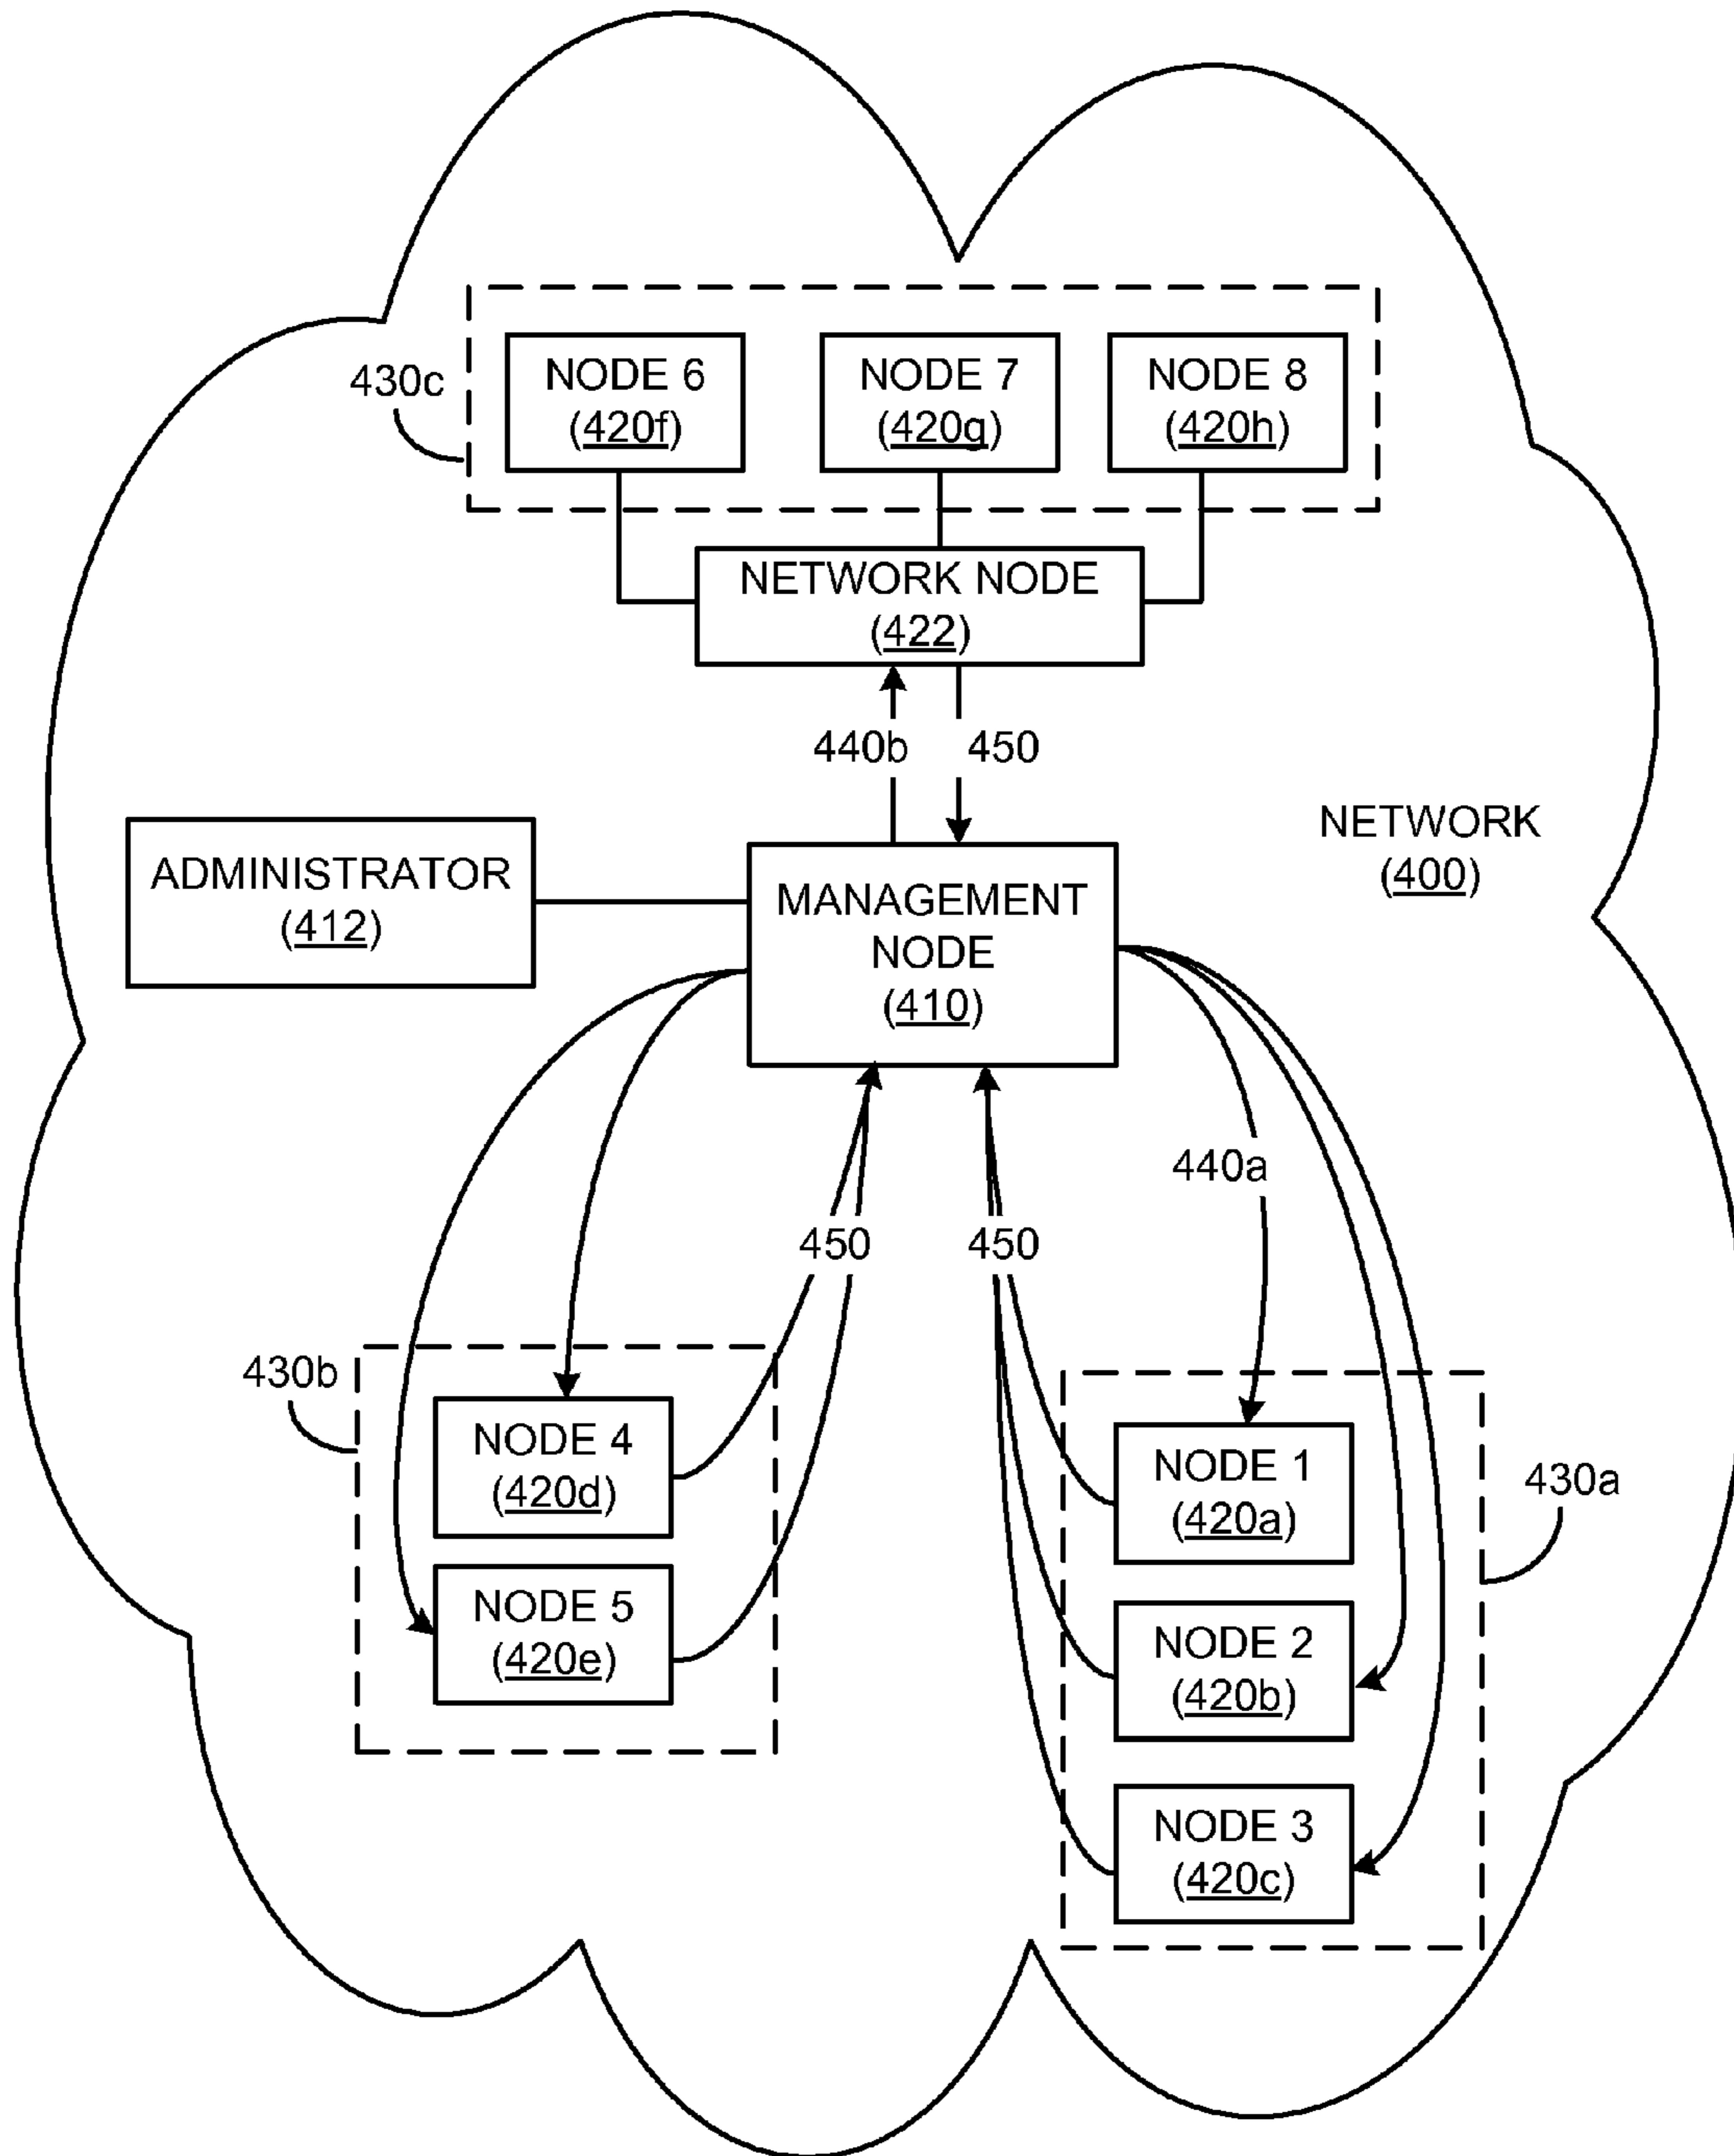 430c
NODE 6
(420f)
NODE 7
(420g)
NODE 8
(420h)
NETWORK NODE
(422)
440b
450
NETWORK
(400)
ADMINISTRATOR
(412)
MANAGEMENT
NODE
(410)
440a
450
450
430b
NODE 4
(420d)
NODE 5
(420e)
NODE 1
(420a)
430a
NODE 2
(420b)
NODE 3
(420c)